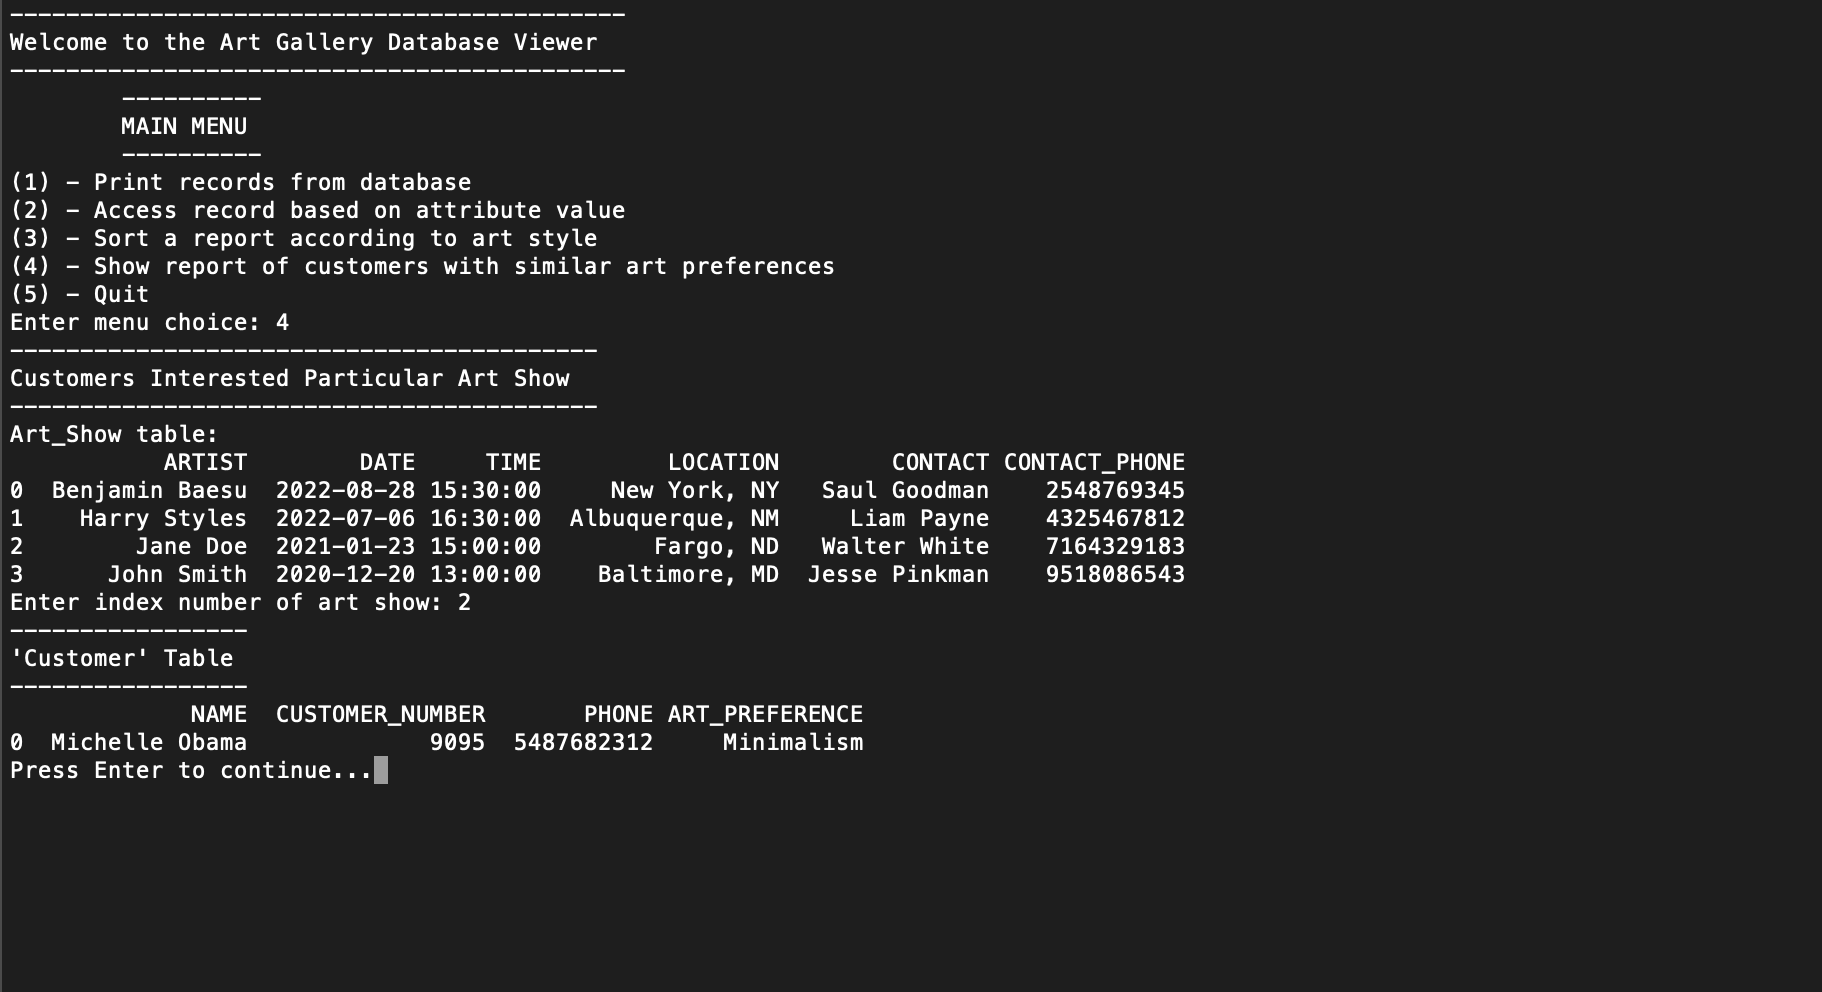 --------------------------------------------
Welcome to the Art Gallery Database Viewer
--------------------------------------------
        ----------
        MAIN MENU
        ----------
(1) - Print records from database
(2) - Access record based on attribute value
(3) - Sort a report according to art style
(4) - Show report of customers with similar art preferences
(5) - Quit
Enter menu choice: 4
------------------------------------------
Customers Interested Particular Art Show
------------------------------------------
Art_Show table:
           ARTIST        DATE     TIME         LOCATION        CONTACT CONTACT_PHONE
0  Benjamin Baesu  2022-08-28 15:30:00     New York, NY   Saul Goodman    2548769345
1    Harry Styles  2022-07-06 16:30:00  Albuquerque, NM     Liam Payne    4325467812
2        Jane Doe  2021-01-23 15:00:00        Fargo, ND   Walter White    7164329183
3      John Smith  2020-12-20 13:00:00    Baltimore, MD  Jesse Pinkman    9518086543
Enter index number of art show: 2
-----------------
'Customer' Table
-----------------
             NAME  CUSTOMER_NUMBER       PHONE ART_PREFERENCE
0  Michelle Obama             9095  5487682312     Minimalism
Press Enter to continue...